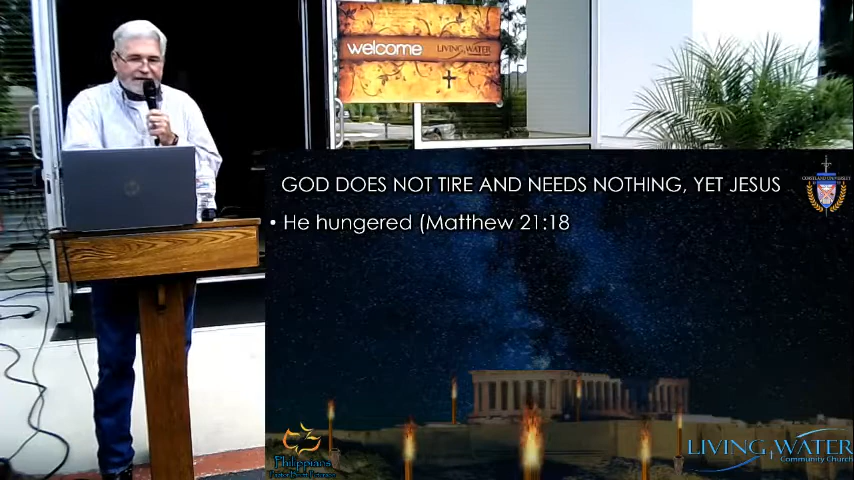 welcome
LIVING WATER
GOD DOES NOT TIRE AND NEEDS NOTHING, YET JESUS
• He hungered (Matthew 21:18
Philippians
LIVING WATER
Community Church